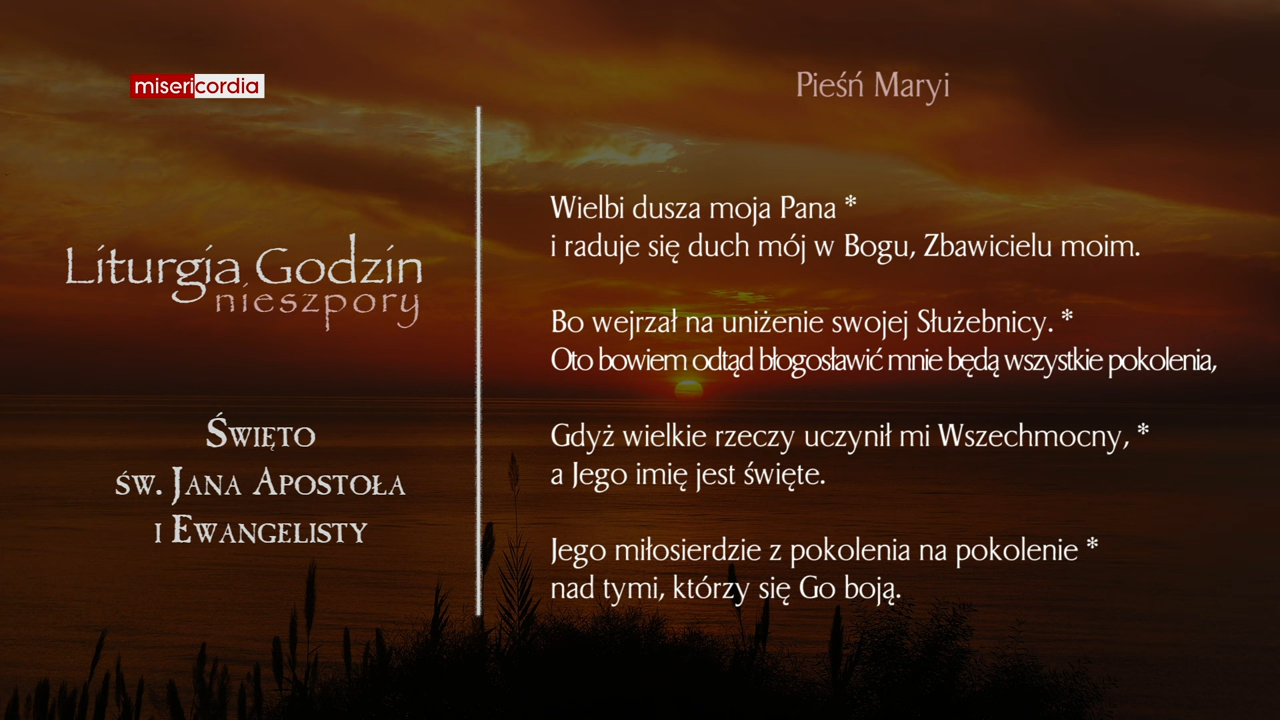 misericordia
Liturgia Godzin
nieszpory
Święto
św. Jana Apostoła
i Ewangelisty
Pieśń Maryi
Wielbi dusza moja Pana *
i raduje się duch mój w Bogu, Zbawicielu moim.
Bo wejrzał na uniżenie swojej Służebnicy. *
Oto bowiem odtąd błogosławić mnie będą wszystkie pokolenia,
Gdyż wielkie rzeczy uczynił mi Wszechmocny, *
a Jego imię jest święte.
Jego miłosierdzie z pokolenia na pokolenie *
nad tymi, którzy się Go boją.